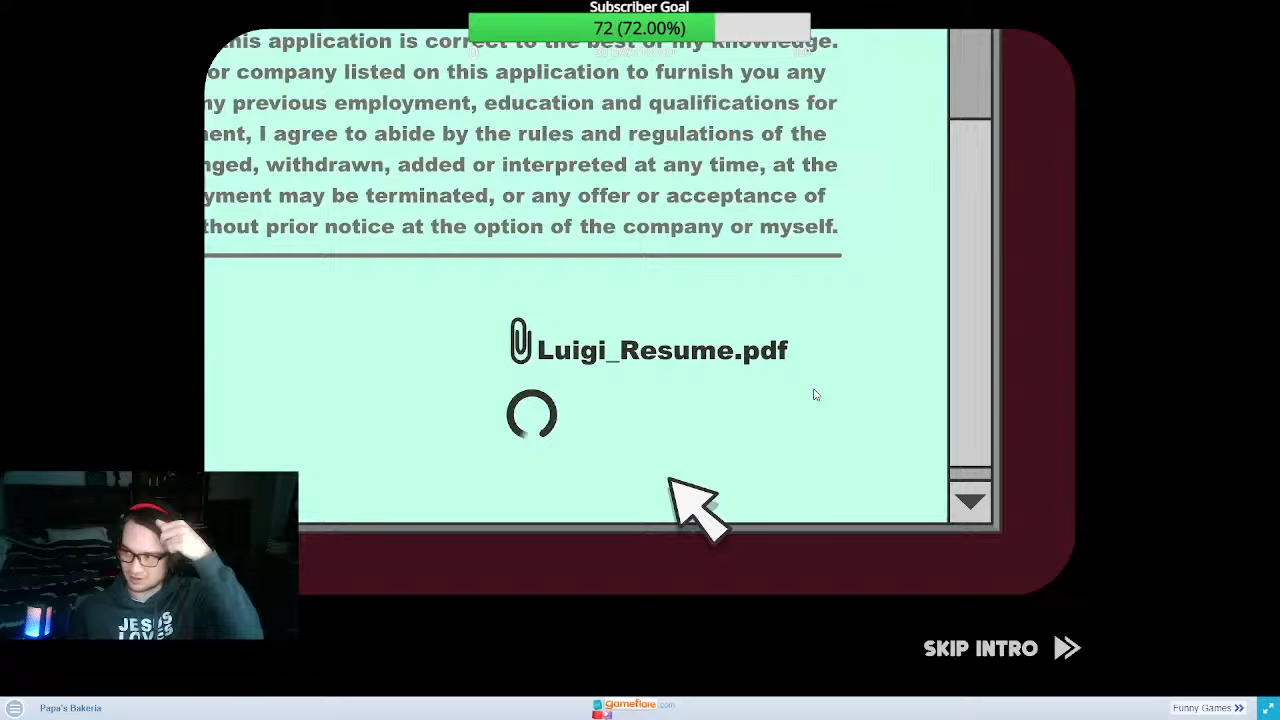 Subscriber Goal
72 (72.00%)
this application is correct to the best of my knowledge.
or company listed on this application to furnish you any
ny previous employment, education and qualifications for
nent, I agree to abide by the rules and regulations of the
nged, withdrawn, added or interpreted at any time, at the
yment may be terminated, or any offer or acceptance of
thout prior notice at the option of the company or myself.
Luigi_Resume.pdf
JESUS
LOVES
SKIP INTRO
Papa's Bakeria
gameflare.com
Funny Games